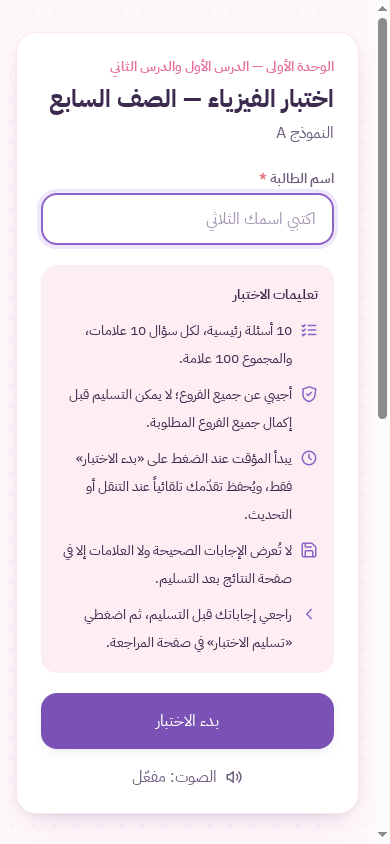 الوحدة الأولى — الدرس الأول والدرس الثاني
اختبار الفيزياء — الصف السابع
النموذج A
اسم الطالبة *
اكتبي اسمك الثلاثي
تعليمات الاختبار
10 أسئلة رئيسية، لكل سؤال 10 علامات،
والمجموع 100 علامة.
أجيبي عن جميع الفروع؛ لا يمكن التسليم قبل
إكمال جميع الفروع المطلوبة.
يبدأ المؤقت عند الضغط على «بدء الاختبار»
فقط، ويُحفظ تقدّمك تلقائياً عند التنقل أو
التحديث.
لا تُعرض الإجابات الصحيحة ولا العلامات إلا في
صفحة النتائج بعد التسليم.
راجعي إجاباتك قبل التسليم، ثم اضغطي
«تسليم الاختبار» في صفحة المراجعة.
بدء الاختبار
الصوت: مفعّل